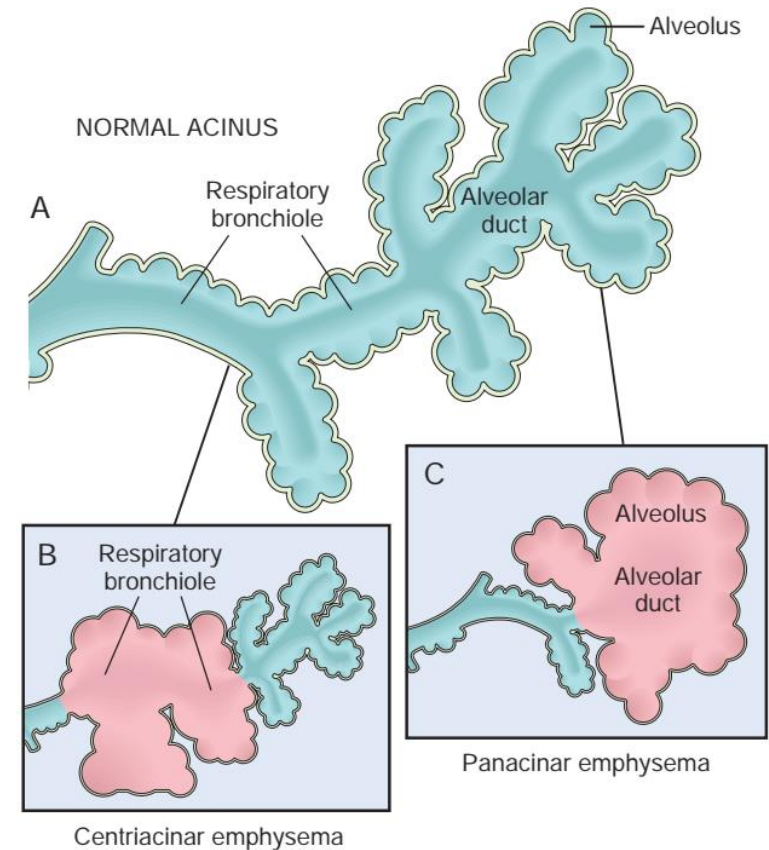 Alveolus
NORMAL ACINUS
A
Respiratory
bronchiole
Alveolar
duct
B
Respiratory
bronchiole
Centriacinar emphysema
C
Alveolus
Alveolar
duct
Panacinar emphysema